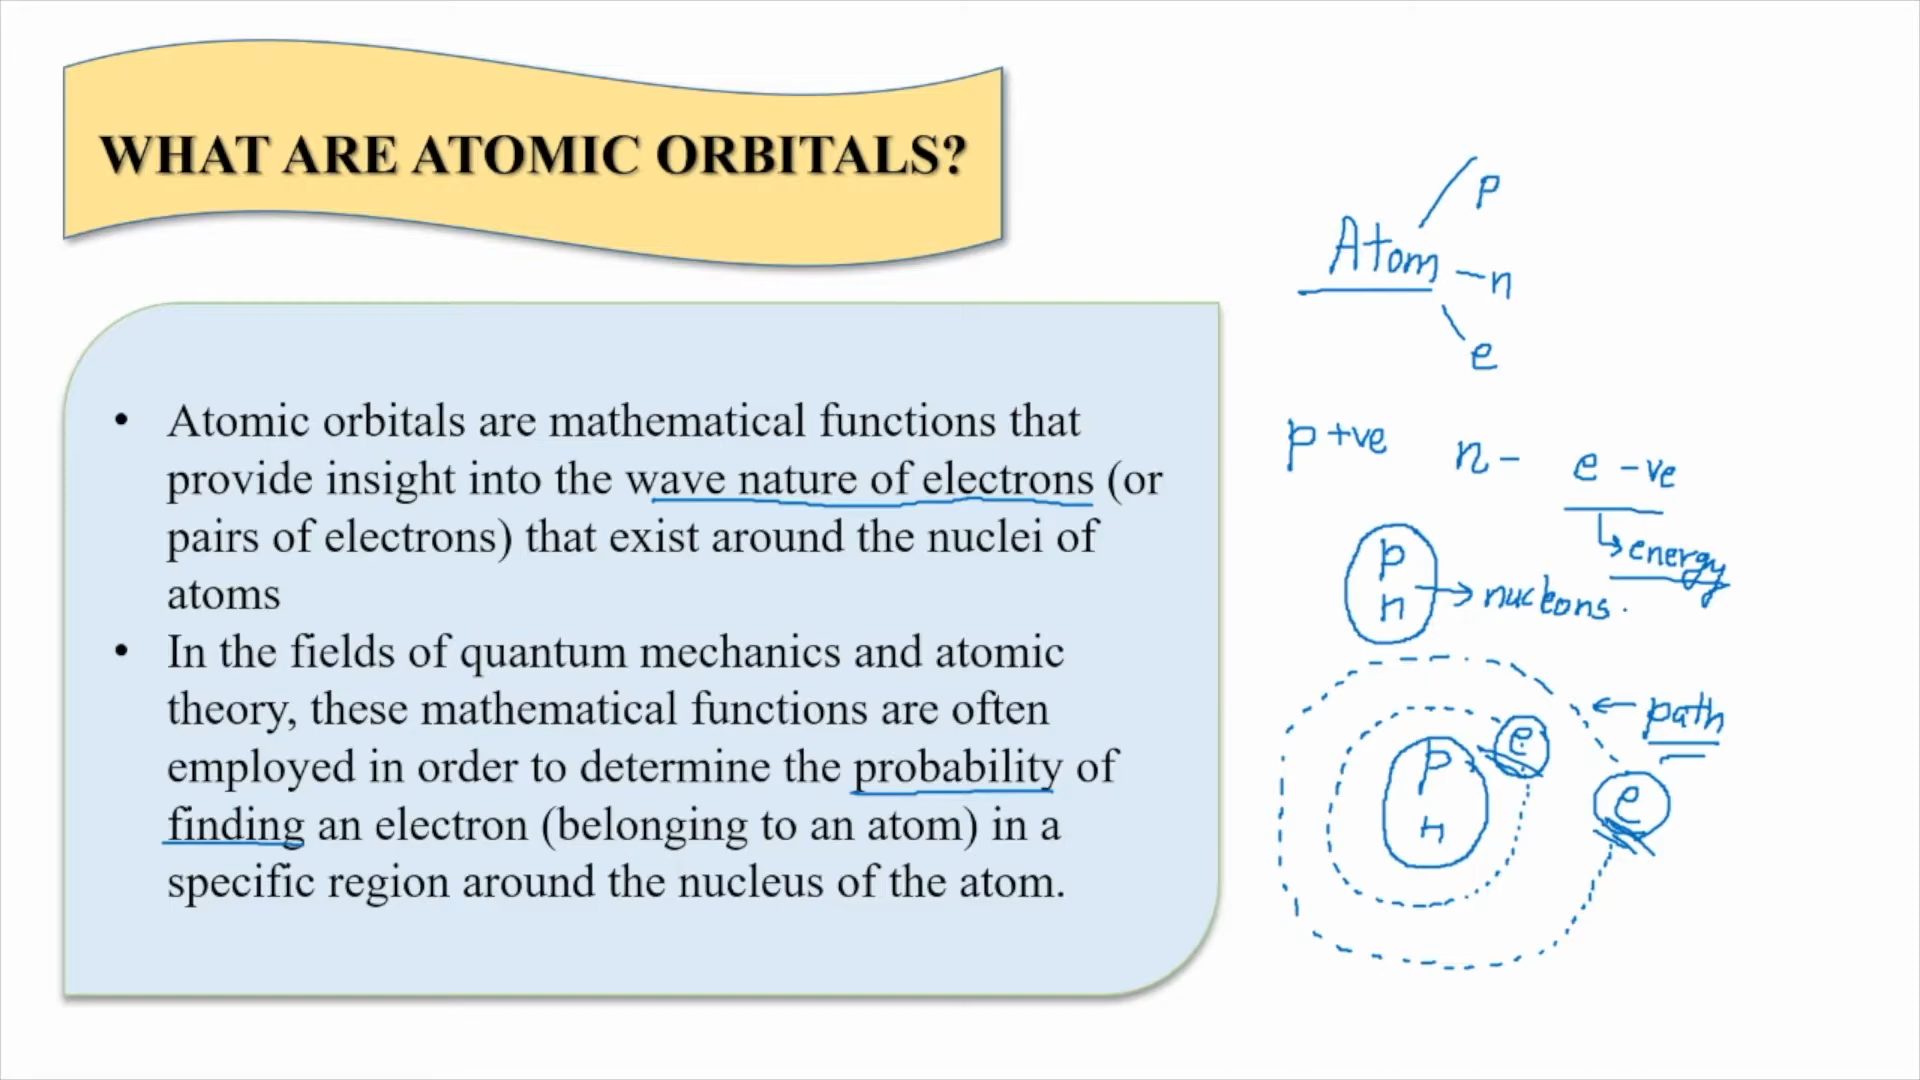 WHAT ARE ATOMIC ORBITALS?
• Atomic orbitals are mathematical functions that
provide insight into the wave nature of electrons (or
pairs of electrons) that exist around the nuclei of
atoms
• In the fields of quantum mechanics and atomic
theory, these mathematical functions are often
employed in order to determine the probability of
finding an electron (belonging to an atom) in a
specific region around the nucleus of the atom.
p
Atom
n
e
p +ve n - e -ve
energy
p
n
nucleons.
path
e
p
e
n